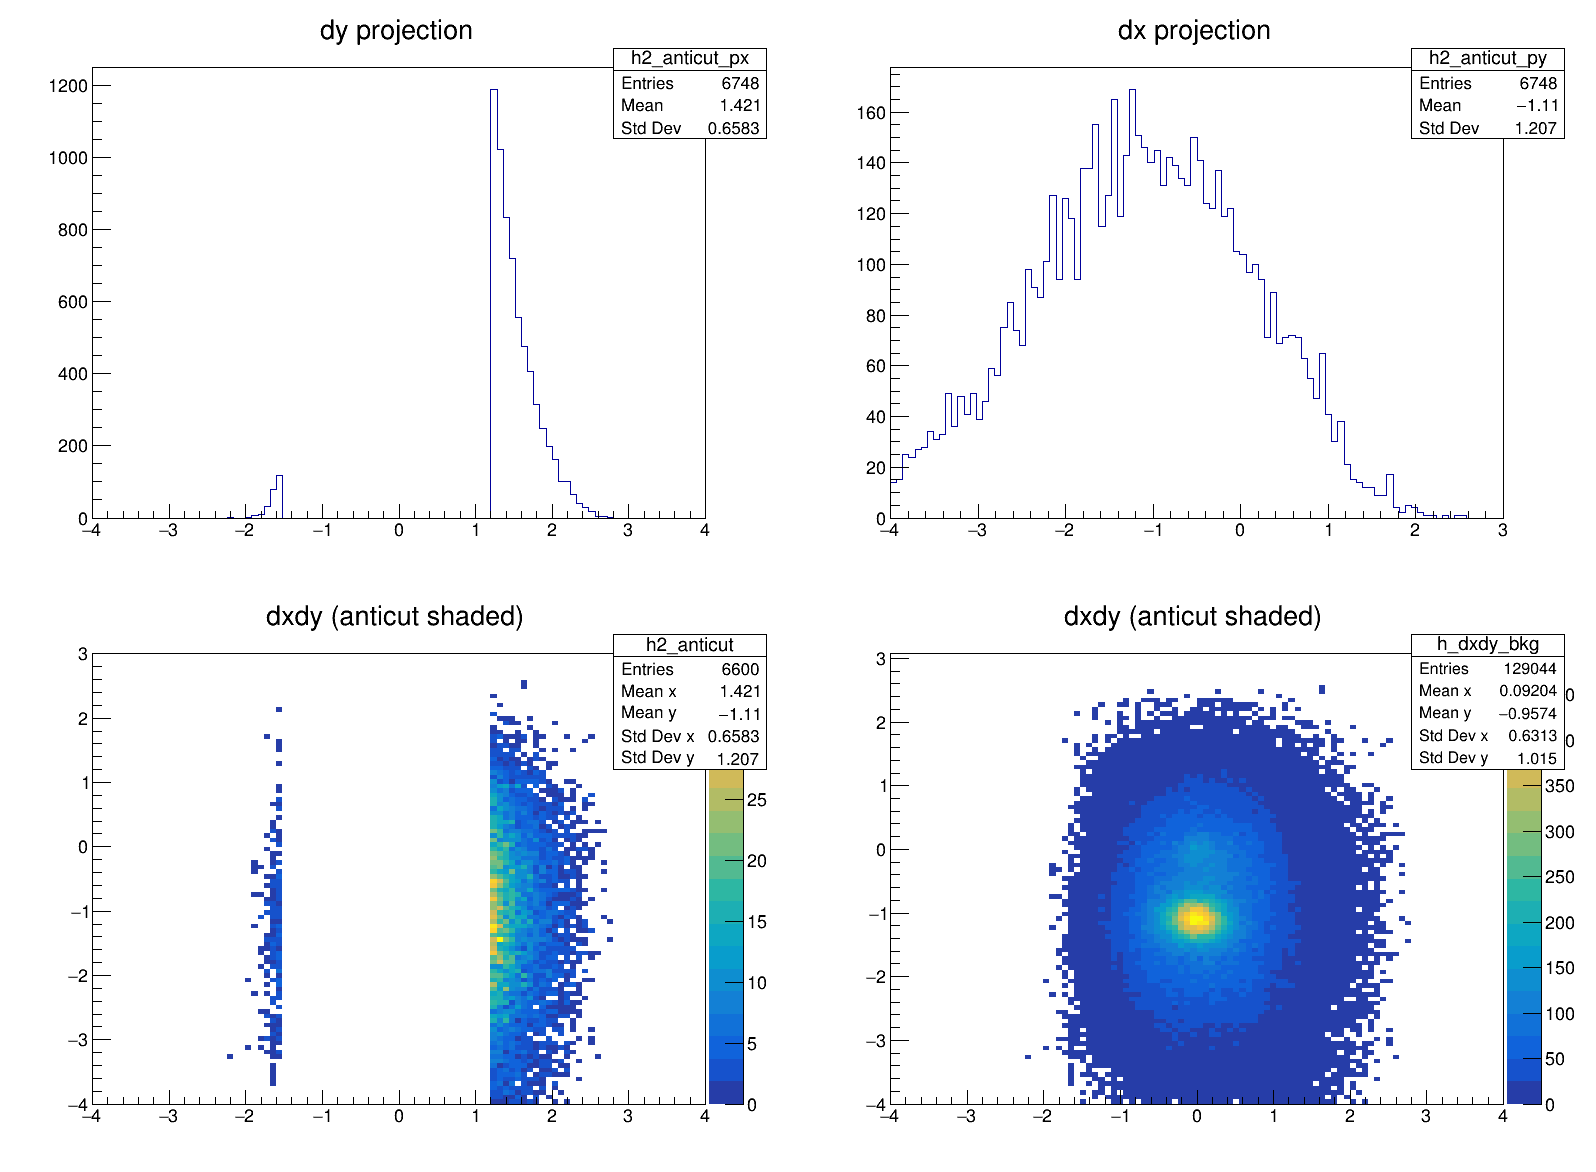 dy projection
h2_anticut_px
Entries 6748
Mean 1.421
Std Dev 0.6583
1200
1000
800
600
400
200
0
−4 −3 −2 −1 0 1 2 3 4
dx projection
h2_anticut_py
Entries 6748
Mean −1.11
Std Dev 1.207
160
140
120
100
80
60
40
20
0
−4 −3 −2 −1 0 1 2 3
dxdy (anticut shaded)
h2_anticut
Entries 6600
Mean x 1.421
Mean y −1.11
Std Dev x 0.6583
Std Dev y 1.207
3
2
1
0
−1
−2
−3
−4
−4 −3 −2 −1 0 1 2 3 4
25
20
15
10
5
0
dxdy (anticut shaded)
h_dxdy_bkg
Entries 129044
Mean x 0.09204
Mean y −0.9574
Std Dev x 0.6313
Std Dev y 1.015
3
2
1
0
−1
−2
−3
−4
−4 −3 −2 −1 0 1 2 3 4
0
0
350
300
250
200
150
100
50
0